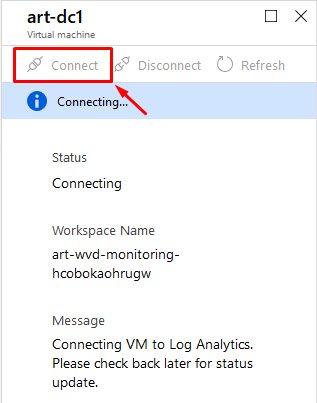 art-dc1
Virtual machine
Connect Disconnect Refresh
Connecting...
Status
Connecting
Workspace Name
art-wvd-monitoring-
hcobokaohrugw
Message
Connecting VM to Log Analytics.
Please check back later for status
update.